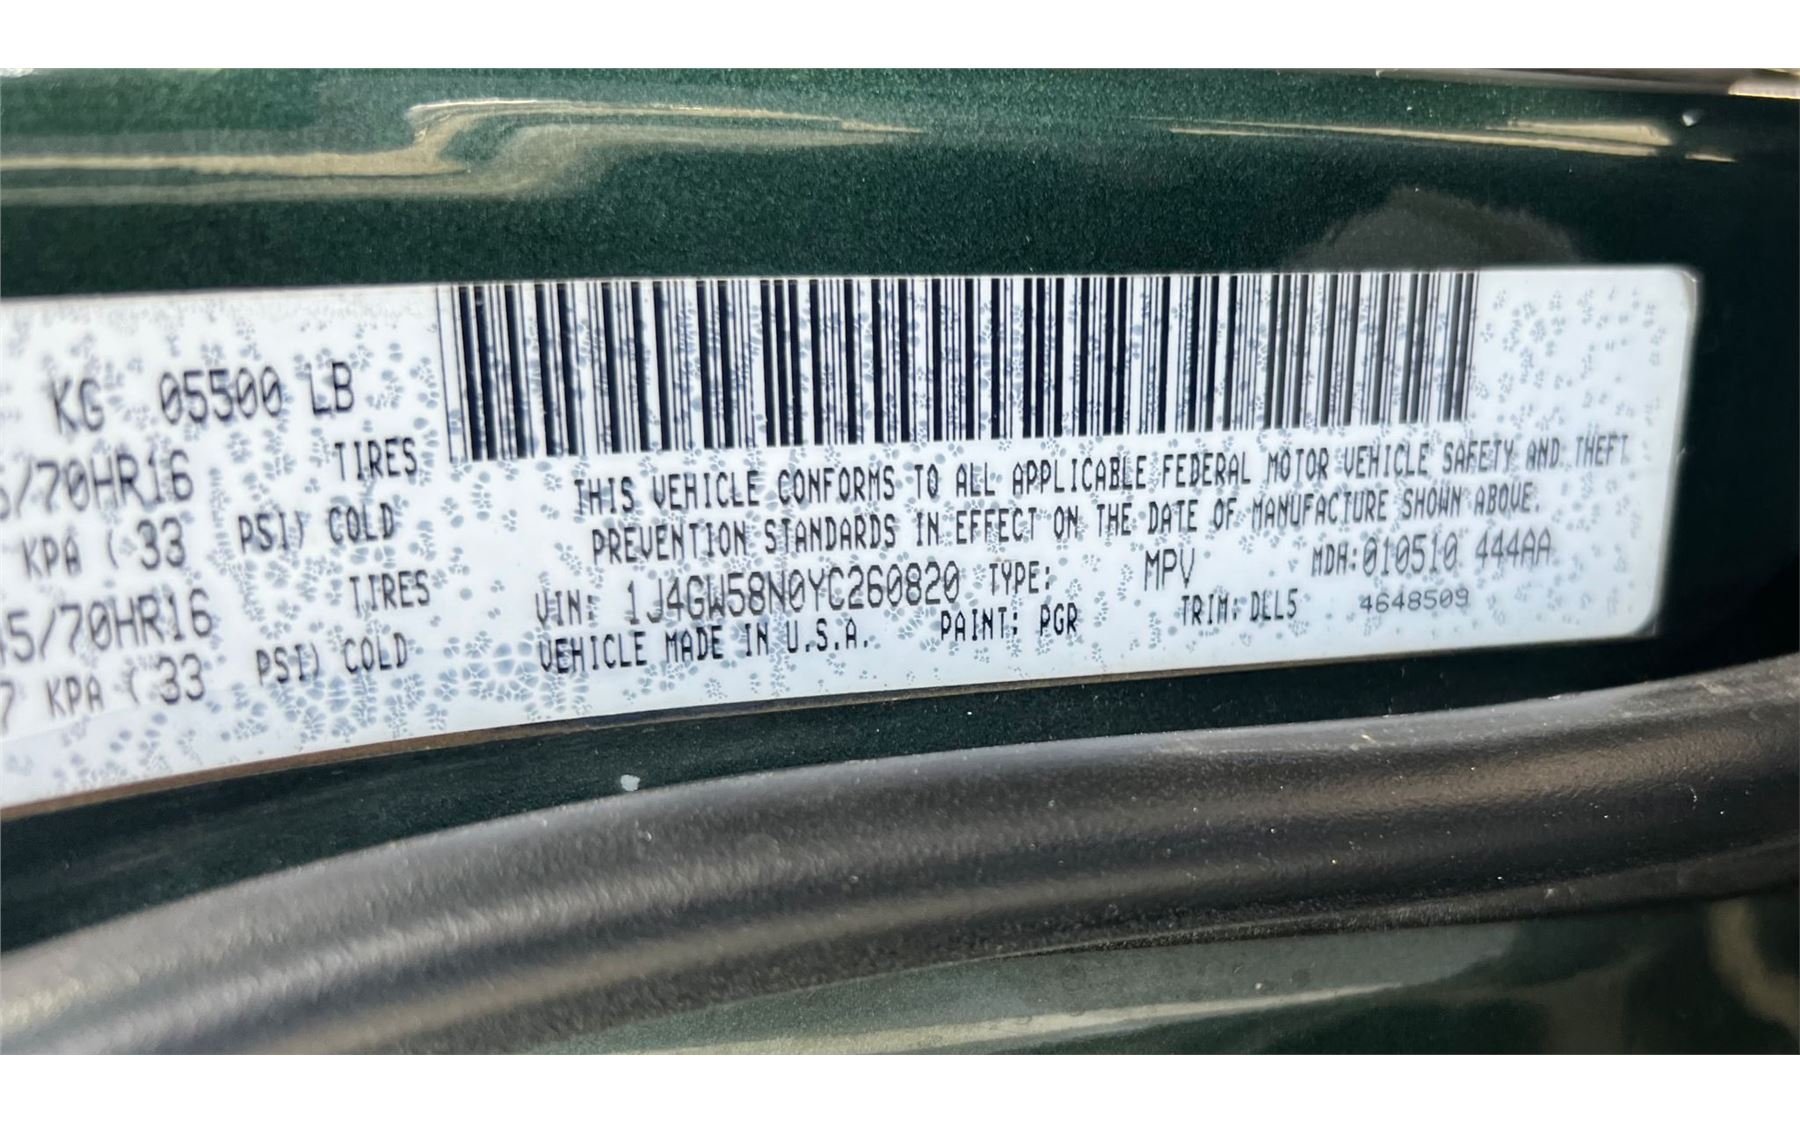 KG 05500 LB
5/70HR16 TIRES
KPA ( 33 PSI) COLD
45/70HR16 TIRES
7 KPA ( 33 PSI) COLD
THIS VEHICLE CONFORMS TO ALL APPLICABLE FEDERAL MOTOR VEHICLE SAFETY AND THEFT
PREVENTION STANDARDS IN EFFECT ON THE DATE OF MANUFACTURE SHOWN ABOVE.
VIN: 1J4GW58N0YC260820 TYPE: MPV MDH:010510 444AA
VEHICLE MADE IN U.S.A. PAINT: PGR TRIM: DLL5 4648509